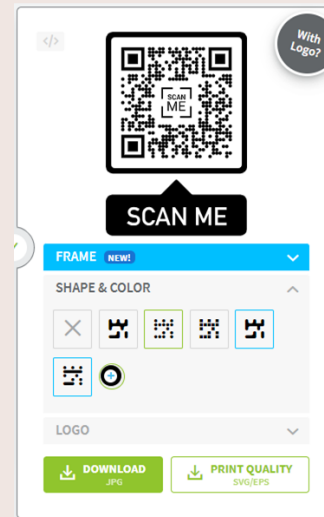 </>
With
Logo?
SCAN
ME
SCAN ME
FRAME NEW!
SHAPE & COLOR
LOGO
DOWNLOAD
JPG
PRINT QUALITY
SVG/EPS